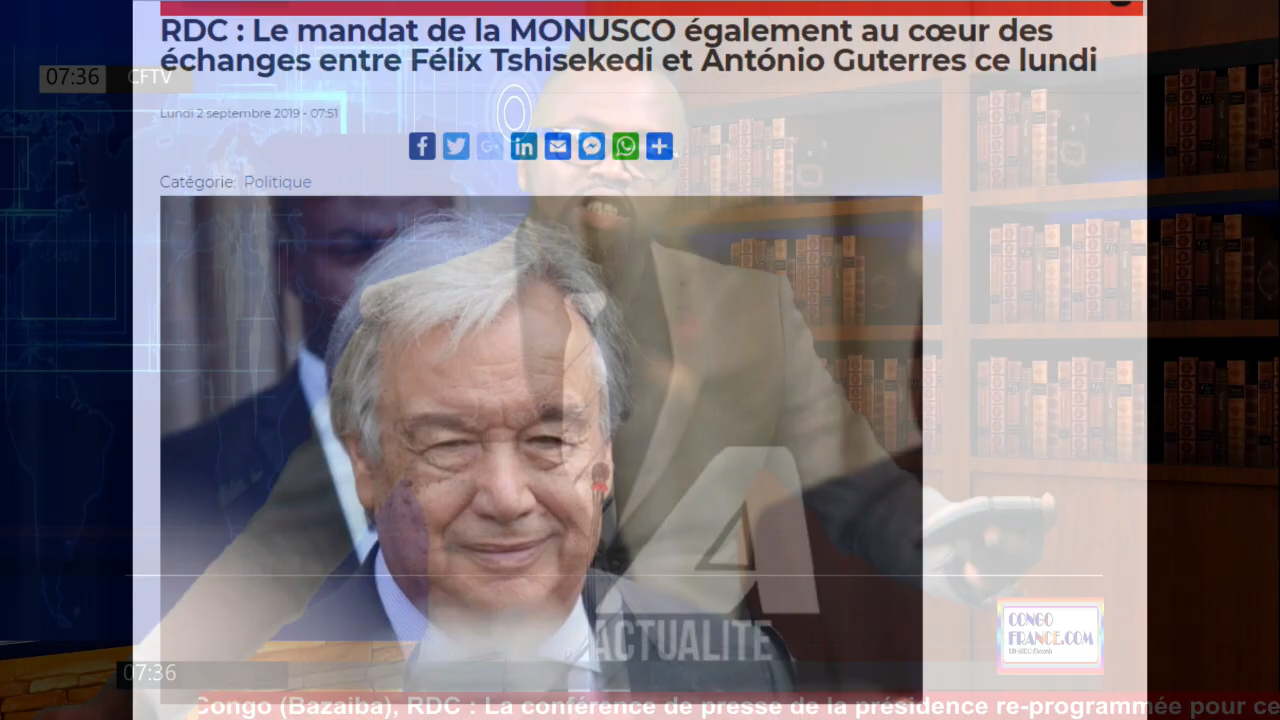 RDC : Le mandat de la MONUSCO également au cœur des
échanges entre Félix Tshisekedi et António Guterres ce lundi
07:36 CFTV
Lundi 2 septembre 2019 - 07:51
Catégorie: Politique
ACTUALITE
CONGO
FRANCE.COM
07:36
Congo (Bazaiba), RDC : La conférence de presse de la présidence re-programmée pour ce